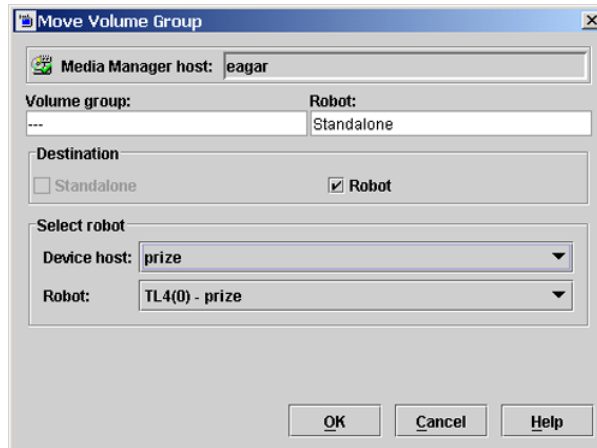 Move Volume Group
Media Manager host: eagar
Volume group: Robot:
--- Standalone
Destination
Standalone Robot
Select robot
Device host: prize
Robot: TL4(0) - prize
OK Cancel Help